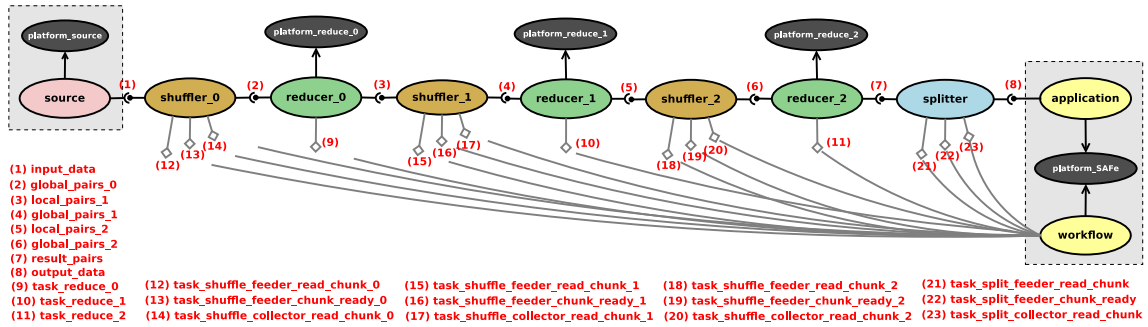 platform_source
platform_reduce_0
platform_reduce_1
platform_reduce_2
(1)
(2)
(3)
(4)
(5)
(6)
(7)
(8)
source
shuffler_0
reducer_0
shuffler_1
reducer_1
shuffler_2
reducer_2
splitter
application
(12)
(13)
(14)
(9)
(15)
(16)
(17)
(10)
(18)
(19)
(20)
(11)
(21)
(22)
(23)
platform_SAFe
workflow
(1) input_data
(2) global_pairs_0
(3) local_pairs_1
(4) global_pairs_1
(5) local_pairs_2
(6) global_pairs_2
(7) result_pairs
(8) output_data
(9) task_reduce_0
(10) task_reduce_1
(11) task_reduce_2
(12) task_shuffle_feeder_read_chunk_0
(13) task_shuffle_feeder_chunk_ready_0
(14) task_shuffle_collector_read_chunk_0
(15) task_shuffle_feeder_read_chunk_1
(16) task_shuffle_feeder_chunk_ready_1
(17) task_shuffle_collector_read_chunk_1
(18) task_shuffle_feeder_read_chunk_2
(19) task_shuffle_feeder_chunk_ready_2
(20) task_shuffle_collector_read_chunk_2
(21) task_split_feeder_read_chunk
(22) task_split_feeder_chunk_ready
(23) task_split_collector_read_chunk